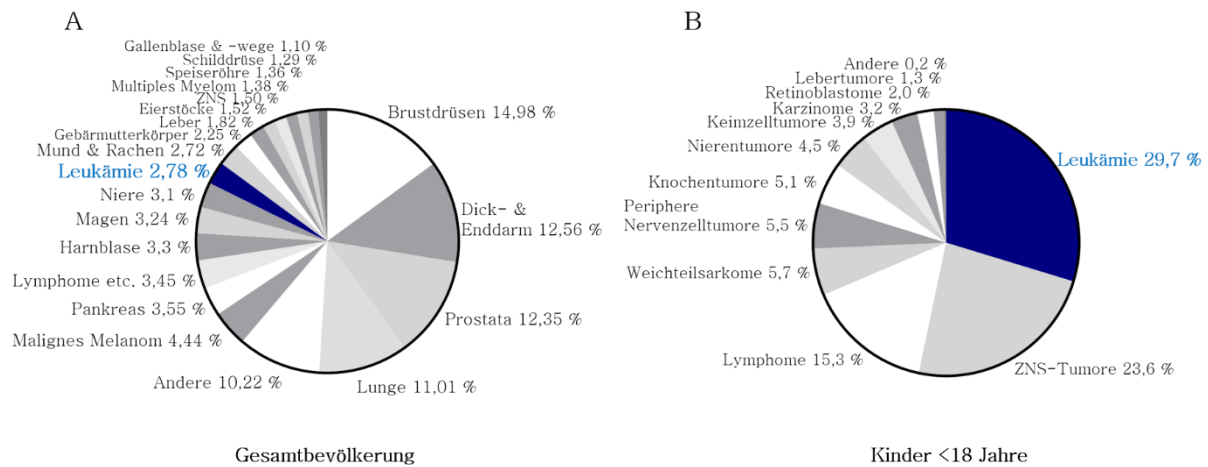 A
Gallenblase & -wege 1,10 %
Schilddrüse 1,29 %
Speiseröhre 1,36 %
Multiples Myelom 1,38 %
ZNS 1,50 %
Eierstöcke 1,52 %
Leber 1,82 %
Gebärmutterkörper 2,25 %
Mund & Rachen 2,72 %
Leukämie 2,78 %
Niere 3,1 %
Magen 3,24 %
Harnblase 3,3 %
Lymphome etc. 3,45 %
Pankreas 3,55 %
Malignes Melanom 4,44 %
Andere 10,22 %
Lunge 11,01 %
Prostata 12,35 %
Dick- &
Enddarm 12,56 %
Brustdrüsen 14,98 %
Gesamtbevölkerung
B
Andere 0,2 %
Lebertumore 1,3 %
Retinoblastome 2,0 %
Karzinome 3,2 %
Keimzelltumore 3,9 %
Nierentumore 4,5 %
Knochentumore 5,1 %
Periphere
Nervenzelltumore 5,5 %
Weichteilsarkome 5,7 %
Lymphome 15,3 %
ZNS-Tumore 23,6 %
Leukämie 29,7 %
Kinder <18 Jahre